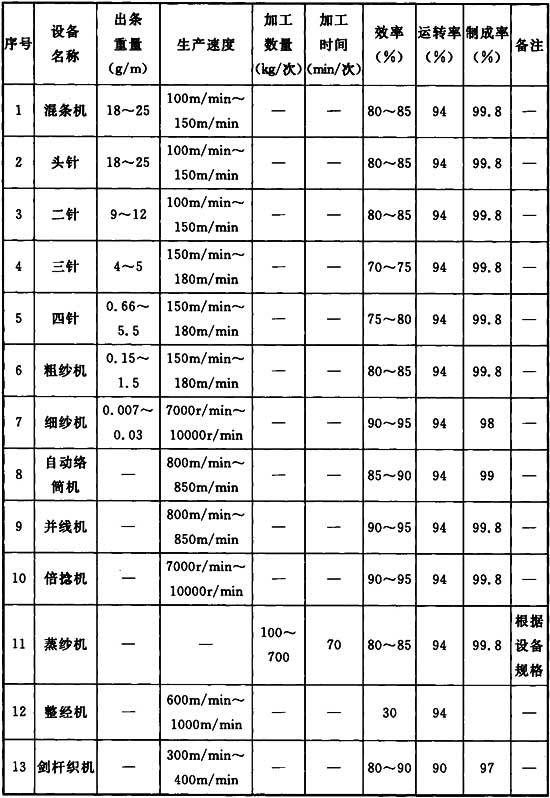 序号 设备名称 出条重量(g/m) 生产速度 加工数量(kg/次) 加工时间(min/次) 效率(%) 运转率(%) 制成率(%) 备注
1 混条机 18～25 100m/min～150m/min — — 80～85 94 99.8 —
2 头针 18～25 100m/min～150m/min — — 80～85 94 99.8 —
3 二针 9～12 100m/min～150m/min — — 80～85 94 99.8 —
4 三针 4～5 150m/min～180m/min — — 70～75 94 99.8 —
5 四针 0.66～5.5 150m/min～180m/min — — 75～80 94 99.8 —
6 粗纱机 0.15～1.5 150m/min～180m/min — — 80～85 94 99.8 —
7 细纱机 0.007～0.03 7000r/min～10000r/min — — 90～95 94 98 —
8 自动络筒机 — 800m/min～850m/min — — 85～90 94 99 —
9 并线机 — 800m/min～850m/min — — 90～95 94 99.8 —
10 倍捻机 — 7000r/min～10000r/min — — 90～95 94 99.8 —
11 蒸纱机 — — 100～700 70 80～85 94 99.8 根据设备规格
12 整经机 — 600m/min～1000m/min — — 30 94 —
13 剑杆织机 — 300m/min～400m/min — — 80～90 90 97 —